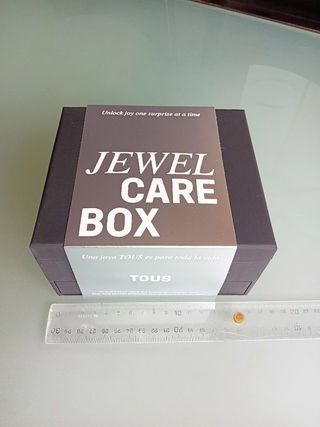 Unlock joy one surprise at a time
JEWEL
CARE
BOX
Una joya TOUS es para toda la vida
TOUS